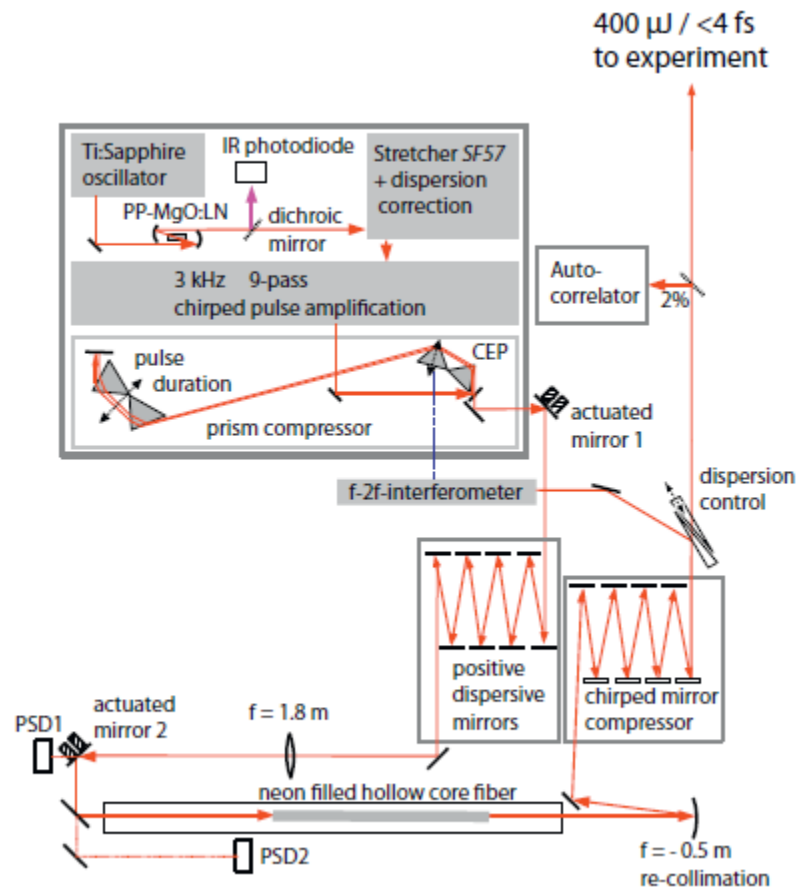 400 μJ / <4 fs
to experiment
Ti:Sapphire
oscillator
IR photodiode
Stretcher SF57
+ dispersion
correction
PP-MgO:LN
dichroic
mirror
3 kHz 9-pass
chirped pulse amplification
Auto-
correlator
2%
CEP
pulse
duration
prism compressor
actuated
mirror 1
f-2f-interferometer
dispersion
control
positive
dispersive
mirrors
chirped mirror
compressor
actuated
mirror 2
PSD1
f = 1.8 m
neon filled hollow core fiber
PSD2
f = - 0.5 m
re-collimation